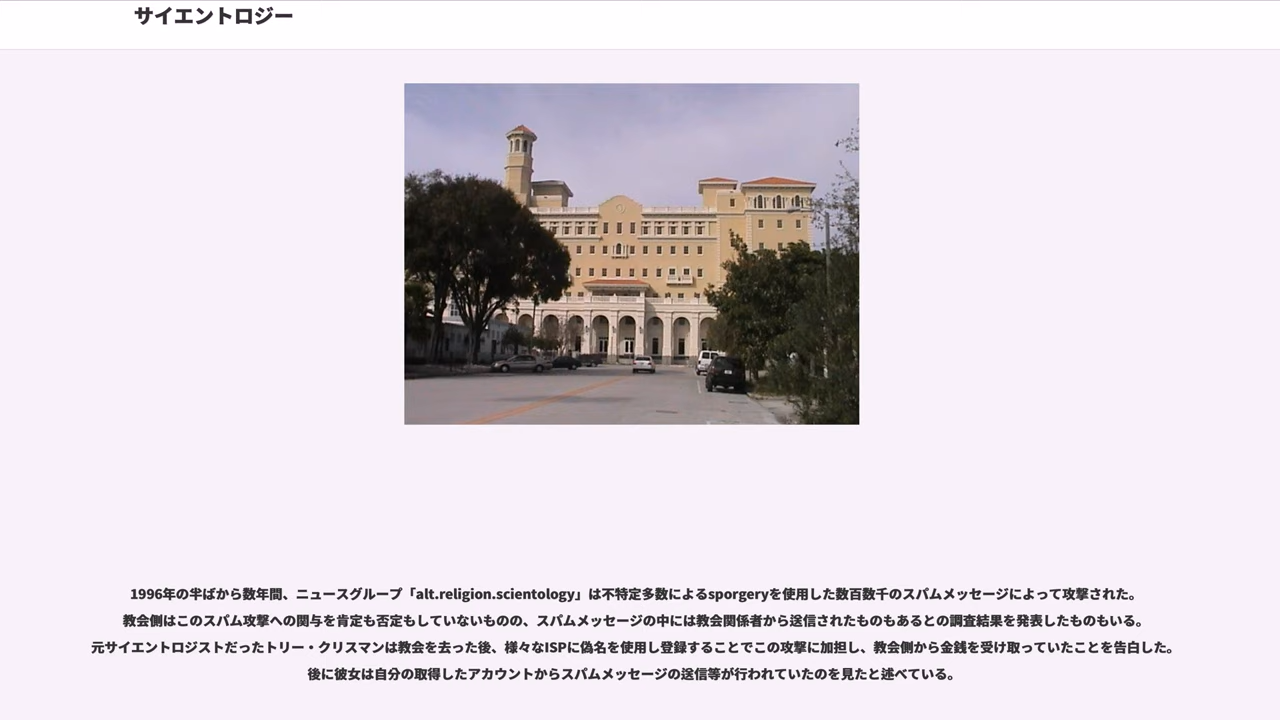 サイエントロジー
1996年の半ばから数年間、ニュースグループ「alt.religion.scientology」は不特定多数によるsporgeryを使用した数百数千のスパムメッセージによって攻撃された。
教会側はこのスパム攻撃への関与を肯定も否定もしていないものの、スパムメッセージの中には教会関係者から送信されたものもあるとの調査結果を発表したものもいる。
元サイエントロジストだったトリー・クリスマンは教会を去った後、様々なISPに偽名を使用し登録することでこの攻撃に加担し、教会側から金銭を受け取っていたことを告白した。
後に彼女は自分の取得したアカウントからスパムメッセージの送信等が行われていたのを見たと述べている。